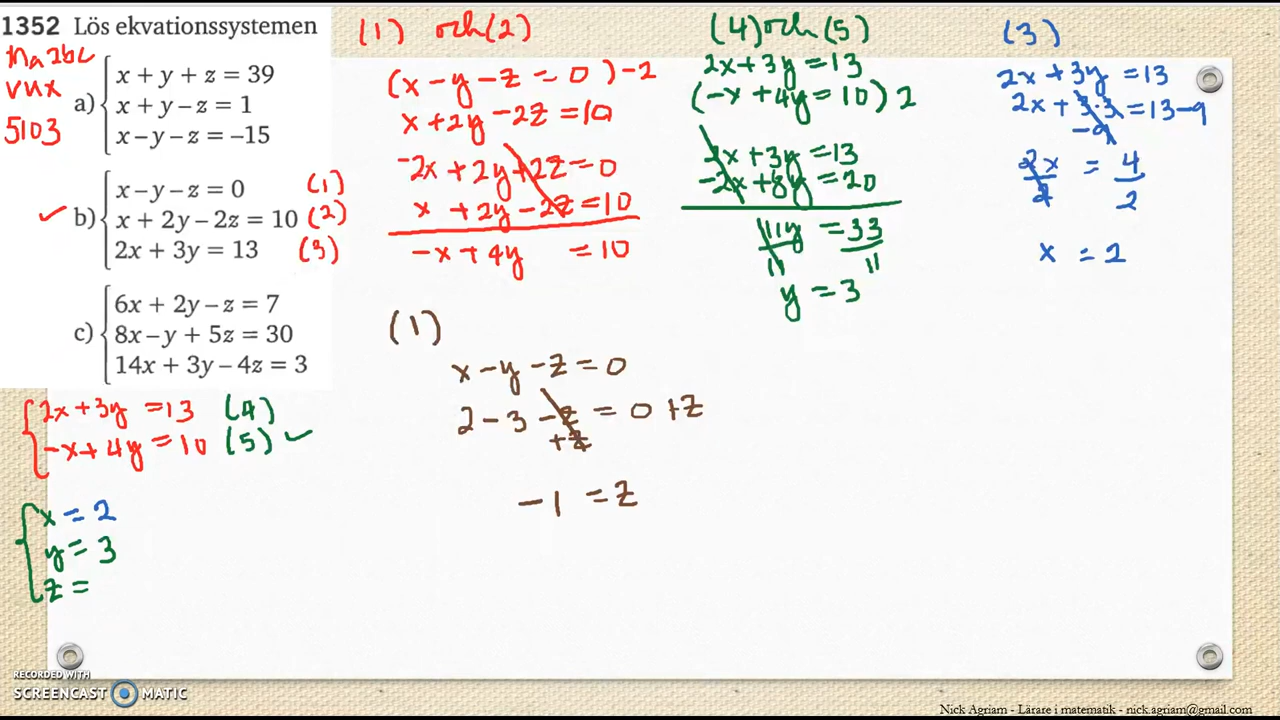 1352 Lös ekvationssystemen
Ma2bc
vux
5103
a) x + y + z = 39
x + y – z = 1
x – y – z = –15
b) x – y – z = 0 (1)
x + 2y – 2z = 10 (2)
2x + 3y = 13 (3)
c) 6x + 2y – z = 7
8x – y + 5z = 30
14x + 3y – 4z = 3
2x+3y = 13 (4)
-x+4y = 10 (5) ✓
x = 2
y = 3
z =
(1) och (2)
(x - y - z = 0) -2
x + 2y - 2z = 10
-2x + 2y + 2z = 0
x + 2y - 2z = 10
-x + 4y = 10
(1)
x - y - z = 0
2 - 3 - z = 0 + z
+z
-1 = z
(4) och (5)
2x+3y = 13
(-x + 4y = 10) 2
2x + 3y = 13
-2x + 8y = 20
11y = 33
11 11
y = 3
(3)
2x + 3y = 13
2x + 3·3 = 13-9
-9
2x = 4
2 2
x = 2
RECORDED WITH
SCREENCAST MATIC
Nick Agriam - Lärare i matematik - nick.agriam@gmail.com